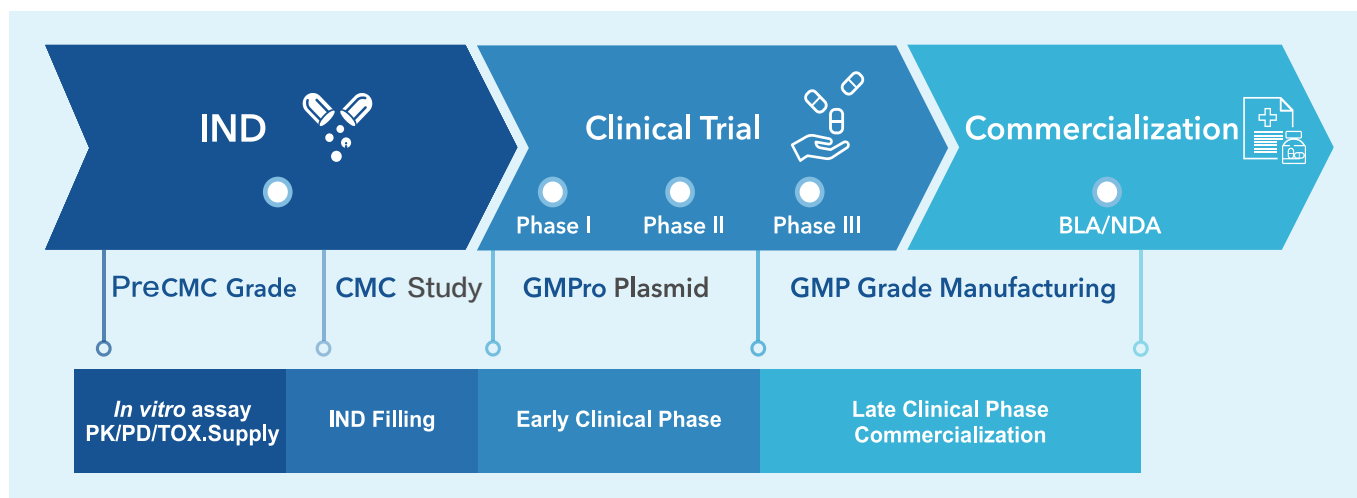 IND
Clinical Trial
Commercialization
Phase I
Phase II
Phase III
BLA/NDA
PreCMC Grade
CMC Study
GMPro Plasmid
GMP Grade Manufacturing
In vitro assay
PK/PD/TOX.Supply
IND Filling
Early Clinical Phase
Late Clinical Phase
Commercialization